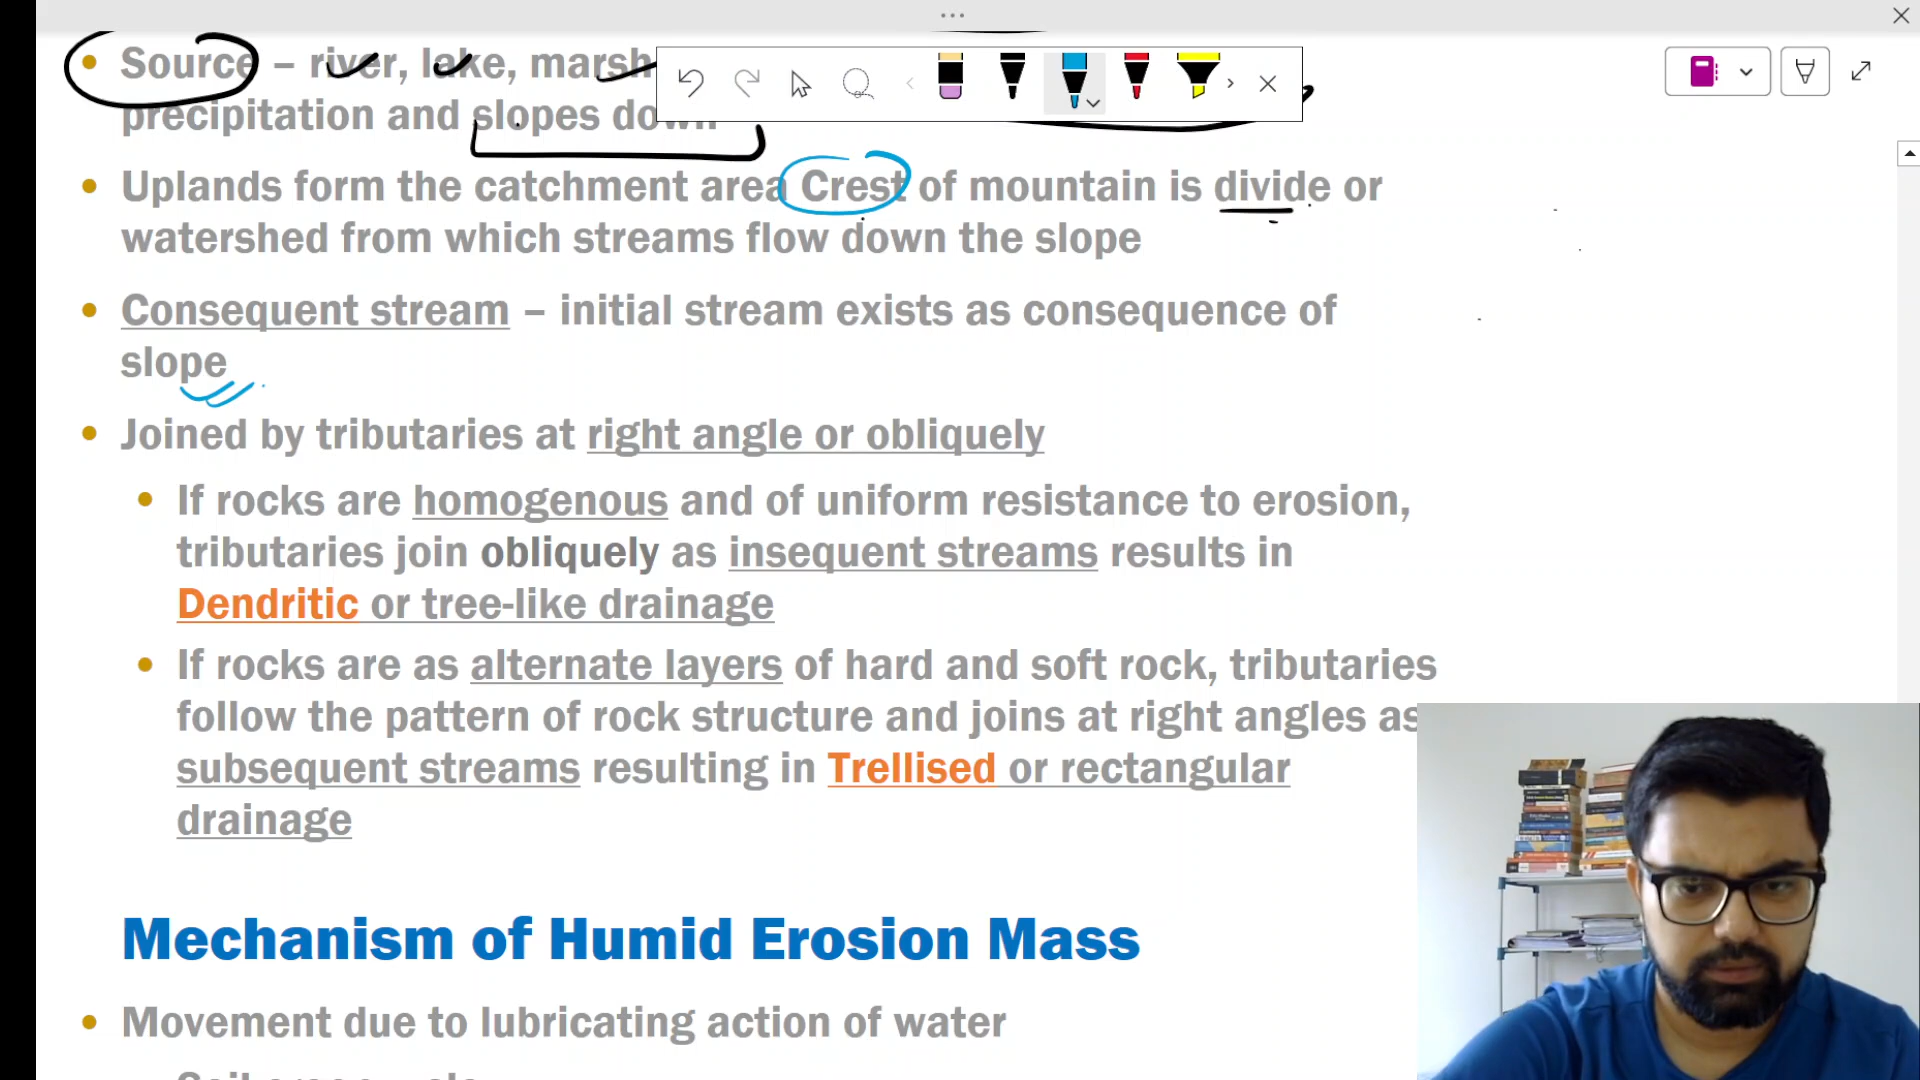 Source – river, lake, marsh
precipitation and slopes down
Uplands form the catchment area Crest of mountain is divide or
watershed from which streams flow down the slope
Consequent stream – initial stream exists as consequence of
slope
Joined by tributaries at right angle or obliquely
If rocks are homogenous and of uniform resistance to erosion,
tributaries join obliquely as insequent streams results in
Dendritic or tree-like drainage
If rocks are as alternate layers of hard and soft rock, tributaries
follow the pattern of rock structure and joins at right angles as
subsequent streams resulting in Trellised or rectangular
drainage
Mechanism of Humid Erosion Mass
Movement due to lubricating action of water